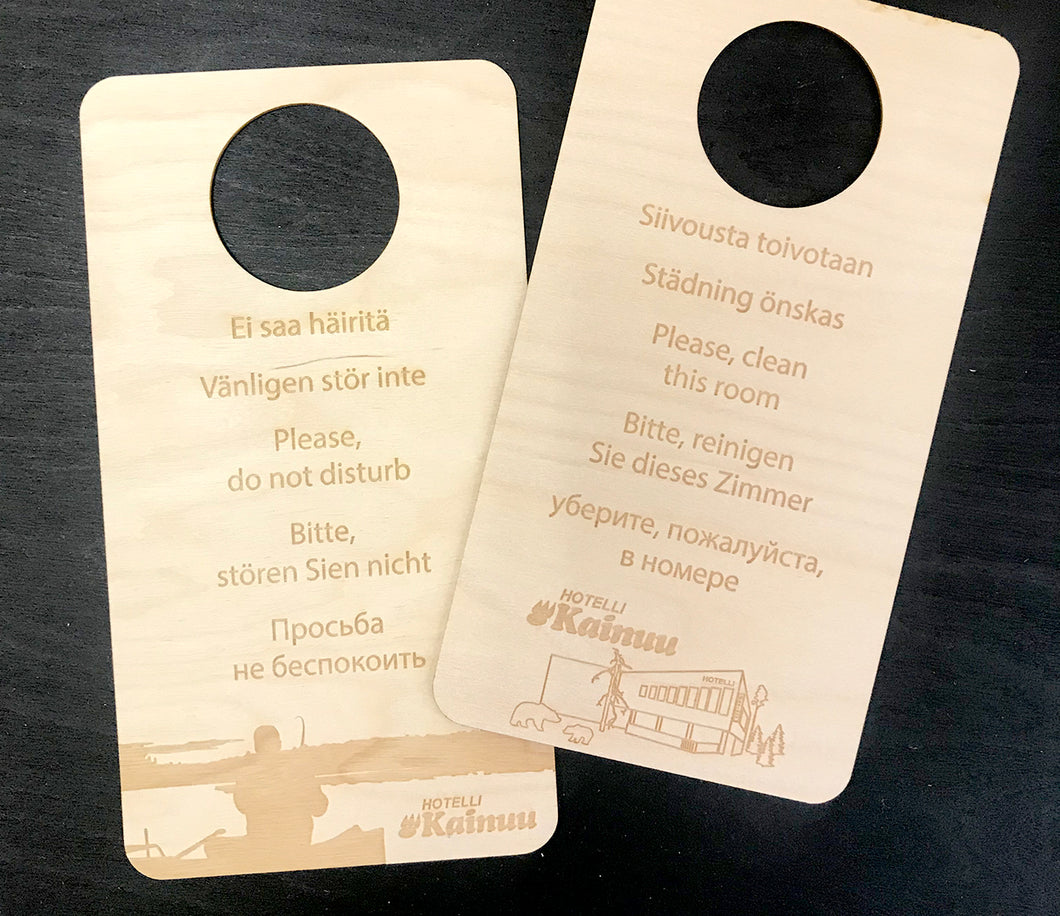 Ei saa häiritä
Vänligen stör inte
Please,
do not disturb
Bitte,
stören Sien nicht
Просьба
не беспокоить
HOTELLI
Kainuu
Siivousta toivotaan
Städning önskas
Please, clean
this room
Bitte, reinigen
Sie dieses Zimmer
уберите, пожалуйста,
в номере
HOTELLI
Kainuu
HOTELLI